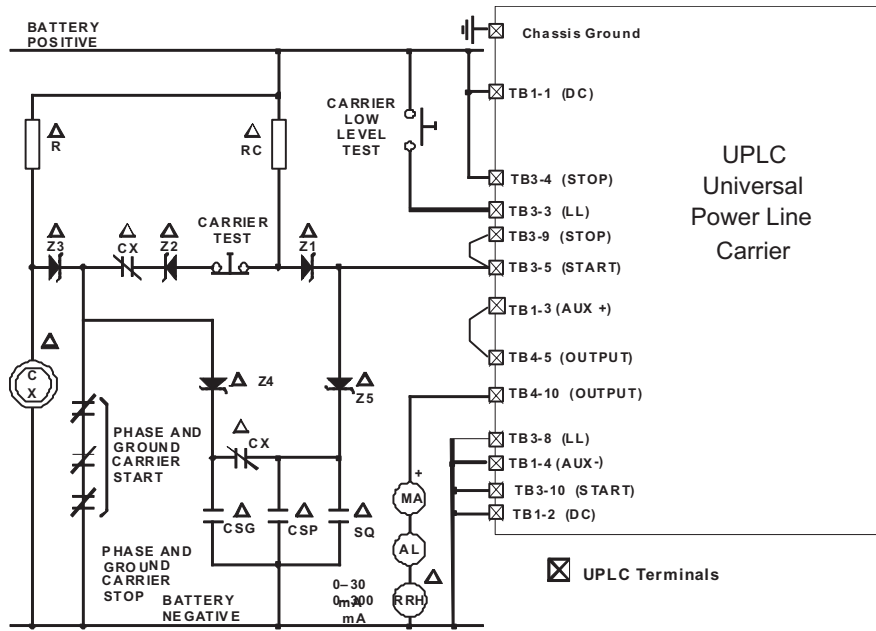 BATTERY
POSITIVE
Chassis Ground
TB1-1 (DC)
CARRIER
LOW
LEVEL
TEST
R
RC
UPLC
Universal
Power Line
Carrier
TB3-4 (STOP)
TB3-3 (LL)
TB3-9 (STOP)
CARRIER
TEST
Z3
CX
Z2
Z1
TB3-5 (START)
TB1-3 (AUX +)
TB4-5 (OUTPUT)
C
X
Z4
Z5
TB4-10 (OUTPUT)
PHASE AND
GROUND
CARRIER
START
CX
TB3-8 (LL)
TB1-4 (AUX-)
TB3-10 (START)
TB1-2 (DC)
+
MA
CSG
CSP
SQ
AL
PHASE AND
GROUND
CARRIER
STOP
UPLC Terminals
0-30
0-300
mA
mA
RRH
BATTERY
NEGATIVE